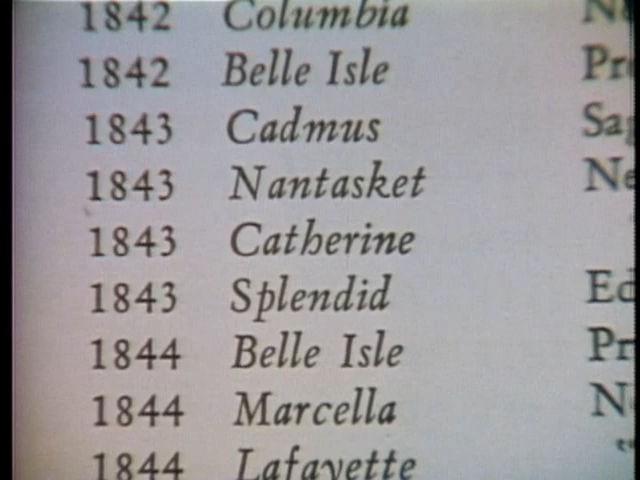 1842 Columbia
1842 Belle Isle
1843 Cadmus
1843 Nantasket
1843 Catherine
1843 Splendid
1844 Belle Isle
1844 Marcella
1844 Lafayette